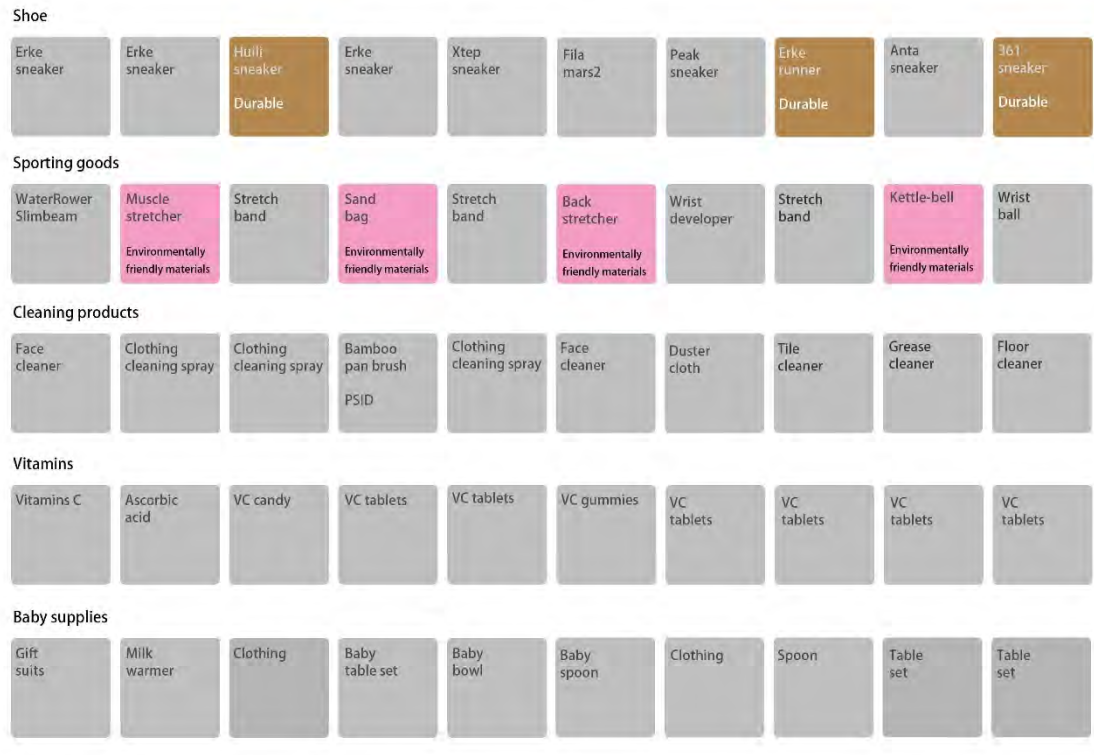 Shoe
Erke
sneaker
Erke
sneaker
Huili
sneaker
Durable
Erke
sneaker
Xtep
sneaker
Fila
mars2
Peak
sneaker
Erke
runner
Durable
Anta
sneaker
361
sneaker
Durable
Sporting goods
WaterRower
Slimbeam
Muscle
stretcher
Environmentally
friendly materials
Stretch
band
Sand
bag
Environmentally
friendly materials
Stretch
band
Back
stretcher
Environmentally
friendly materials
Wrist
developer
Stretch
band
Kettle-bell
Environmentally
friendly materials
Wrist
ball
Cleaning products
Face
cleaner
Clothing
cleaning spray
Clothing
cleaning spray
Bamboo
pan brush
PSID
Clothing
cleaning spray
Face
cleaner
Duster
cloth
Tile
cleaner
Grease
cleaner
Floor
cleaner
Vitamins
Vitamins C
Ascorbic
acid
VC candy
VC tablets
VC tablets
VC gummies
VC
tablets
VC
tablets
VC
tablets
VC
tablets
Baby supplies
Gift
suits
Milk
warmer
Clothing
Baby
table set
Baby
bowl
Baby
spoon
Clothing
Spoon
Table
set
Table
set